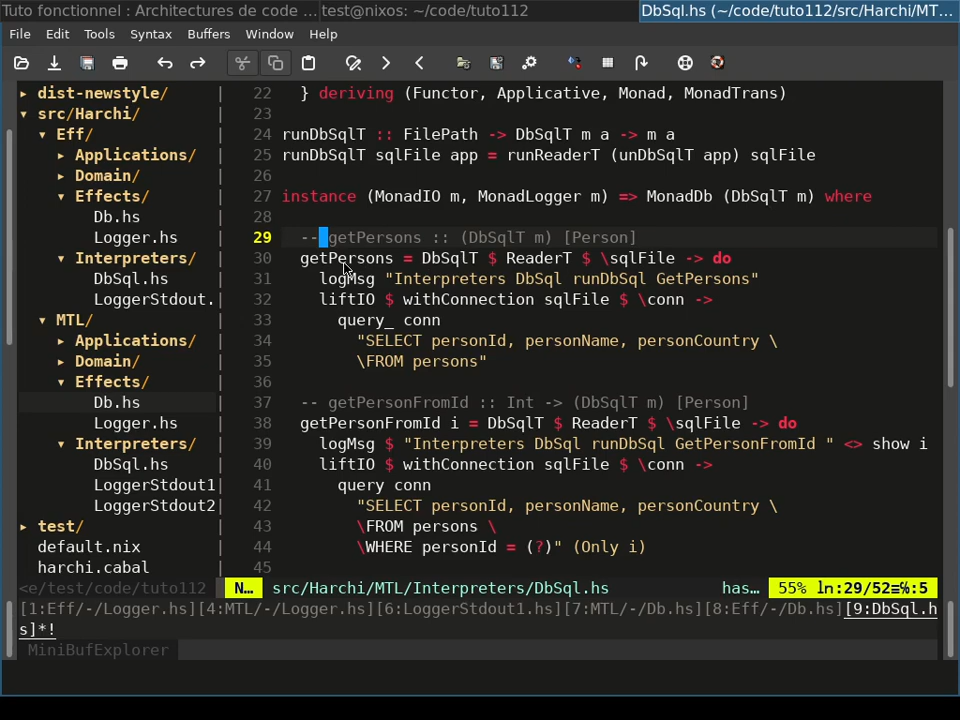 Tuto fonctionnel : Architectures de code ... test@nixos: ~/code/tuto112 DbSql.hs (~/code/tuto112/src/Harchi/MT...
File Edit Tools Syntax Buffers Window Help
▸ dist-newstyle/ | 22 } deriving (Functor, Applicative, Monad, MonadTrans)
▾ src/Harchi/ | 23
▾ Eff/ | 24 runDbSqlT :: FilePath -> DbSqlT m a -> m a
▸ Applications/ | 25 runDbSqlT sqlFile app = runReaderT (unDbSqlT app) sqlFile
▸ Domain/ | 26
▾ Effects/ | 27 instance (MonadIO m, MonadLogger m) => MonadDb (DbSqlT m) where
Db.hs | 28
Logger.hs | 29 -- getPersons :: (DbSqlT m) [Person]
▾ Interpreters/ | 30 getPersons = DbSqlT $ ReaderT $ \sqlFile -> do
DbSql.hs | 31 logMsg "Interpreters DbSql runDbSql GetPersons"
LoggerStdout.| 32 liftIO $ withConnection sqlFile $ \conn ->
▾ MTL/ | 33 query_ conn
▸ Applications/ | 34 "SELECT personId, personName, personCountry \
▸ Domain/ | 35 \FROM persons"
▾ Effects/ | 36
Db.hs | 37 -- getPersonFromId :: Int -> (DbSqlT m) [Person]
Logger.hs | 38 getPersonFromId i = DbSqlT $ ReaderT $ \sqlFile -> do
▾ Interpreters/ | 39 logMsg $ "Interpreters DbSql runDbSql GetPersonFromId " <> show i
DbSql.hs | 40 liftIO $ withConnection sqlFile $ \conn ->
LoggerStdout1| 41 query conn
LoggerStdout2| 42 "SELECT personId, personName, personCountry \
▸ test/ | 43 \FROM persons \
default.nix | 44 \WHERE personId = (?)" (Only i)
harchi.cabal | 45
<e/test/code/tuto112 N… src/Harchi/MTL/Interpreters/DbSql.hs has… 55% ln:29/52≡%:5
[1:Eff/-/Logger.hs][4:MTL/-/Logger.hs][6:LoggerStdout1.hs][7:MTL/-/Db.hs][8:Eff/-/Db.hs][9:DbSql.h
s]*!
MiniBufExplorer